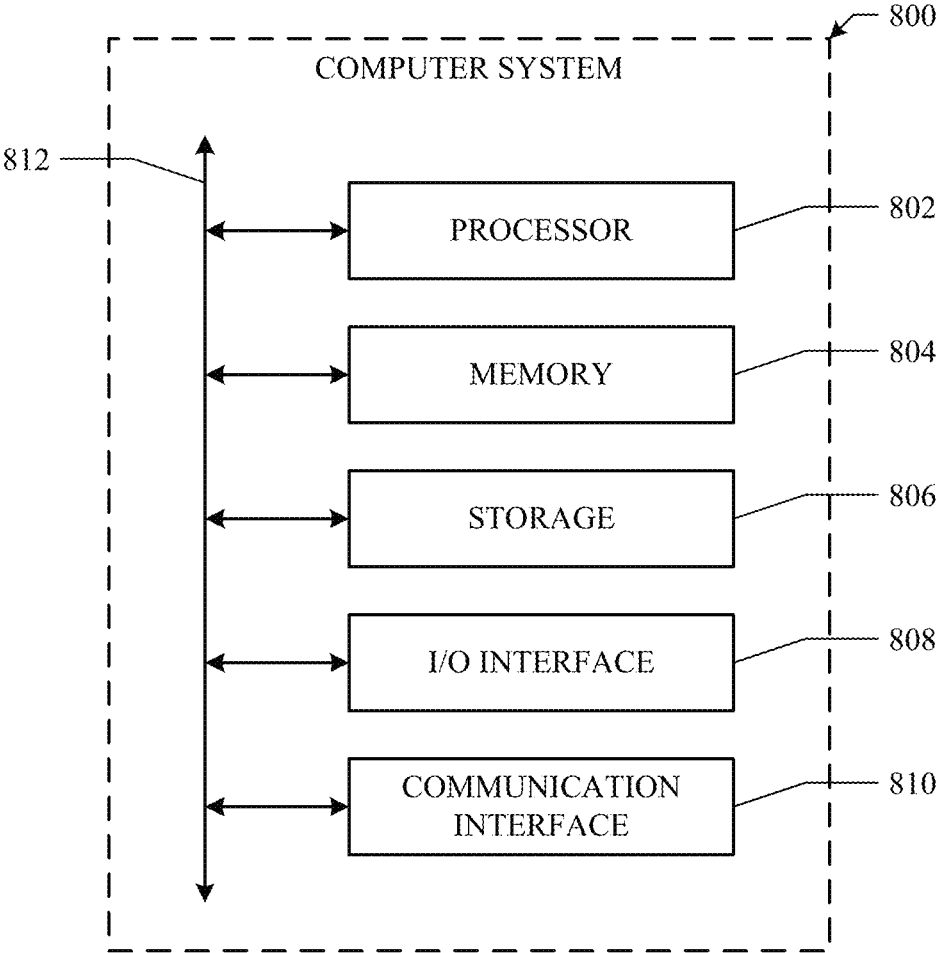 800
COMPUTER SYSTEM
812
PROCESSOR
802
MEMORY
804
STORAGE
806
I/O INTERFACE
808
COMMUNICATION
INTERFACE
810